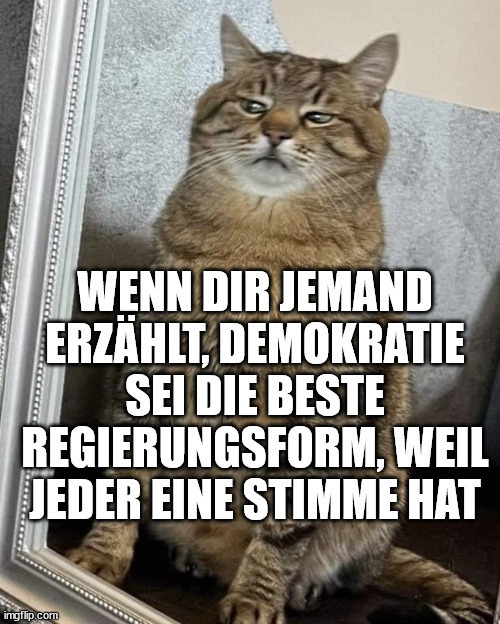 WENN DIR JEMAND
ERZÄHLT, DEMOKRATIE
SEI DIE BESTE
REGIERUNGSFORM, WEIL
JEDER EINE STIMME HAT
imgflip.com